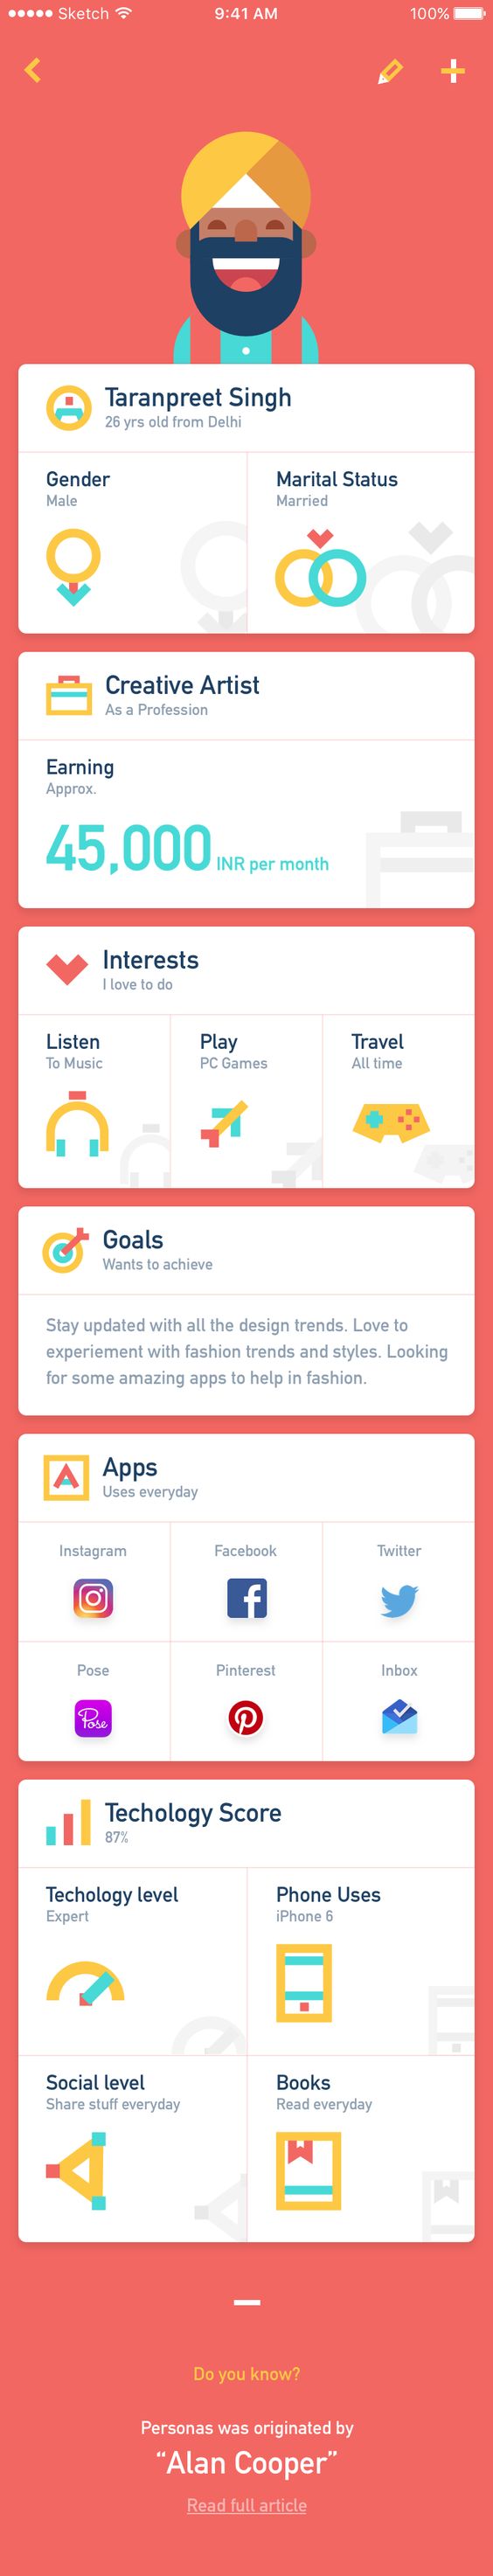 Sketch 9:41 AM 100%
Taranpreet Singh
26 yrs old from Delhi
Gender
Male
Marital Status
Married
Creative Artist
As a Profession
Earning
Approx.
45,000 INR per month
Interests
I love to do
Listen
To Music
Play
PC Games
Travel
All time
Goals
Wants to achieve
Stay updated with all the design trends. Love to
experiement with fashion trends and styles. Looking
for some amazing apps to help in fashion.
A
Apps
Uses everyday
Instagram
Facebook
Twitter
f
Pose
Pinterest
Inbox
Pose
Techology Score
87%
Techology level
Expert
Phone Uses
iPhone 6
Social level
Share stuff everyday
Books
Read everyday
Do you know?
Personas was originated by
“Alan Cooper”
Read full article